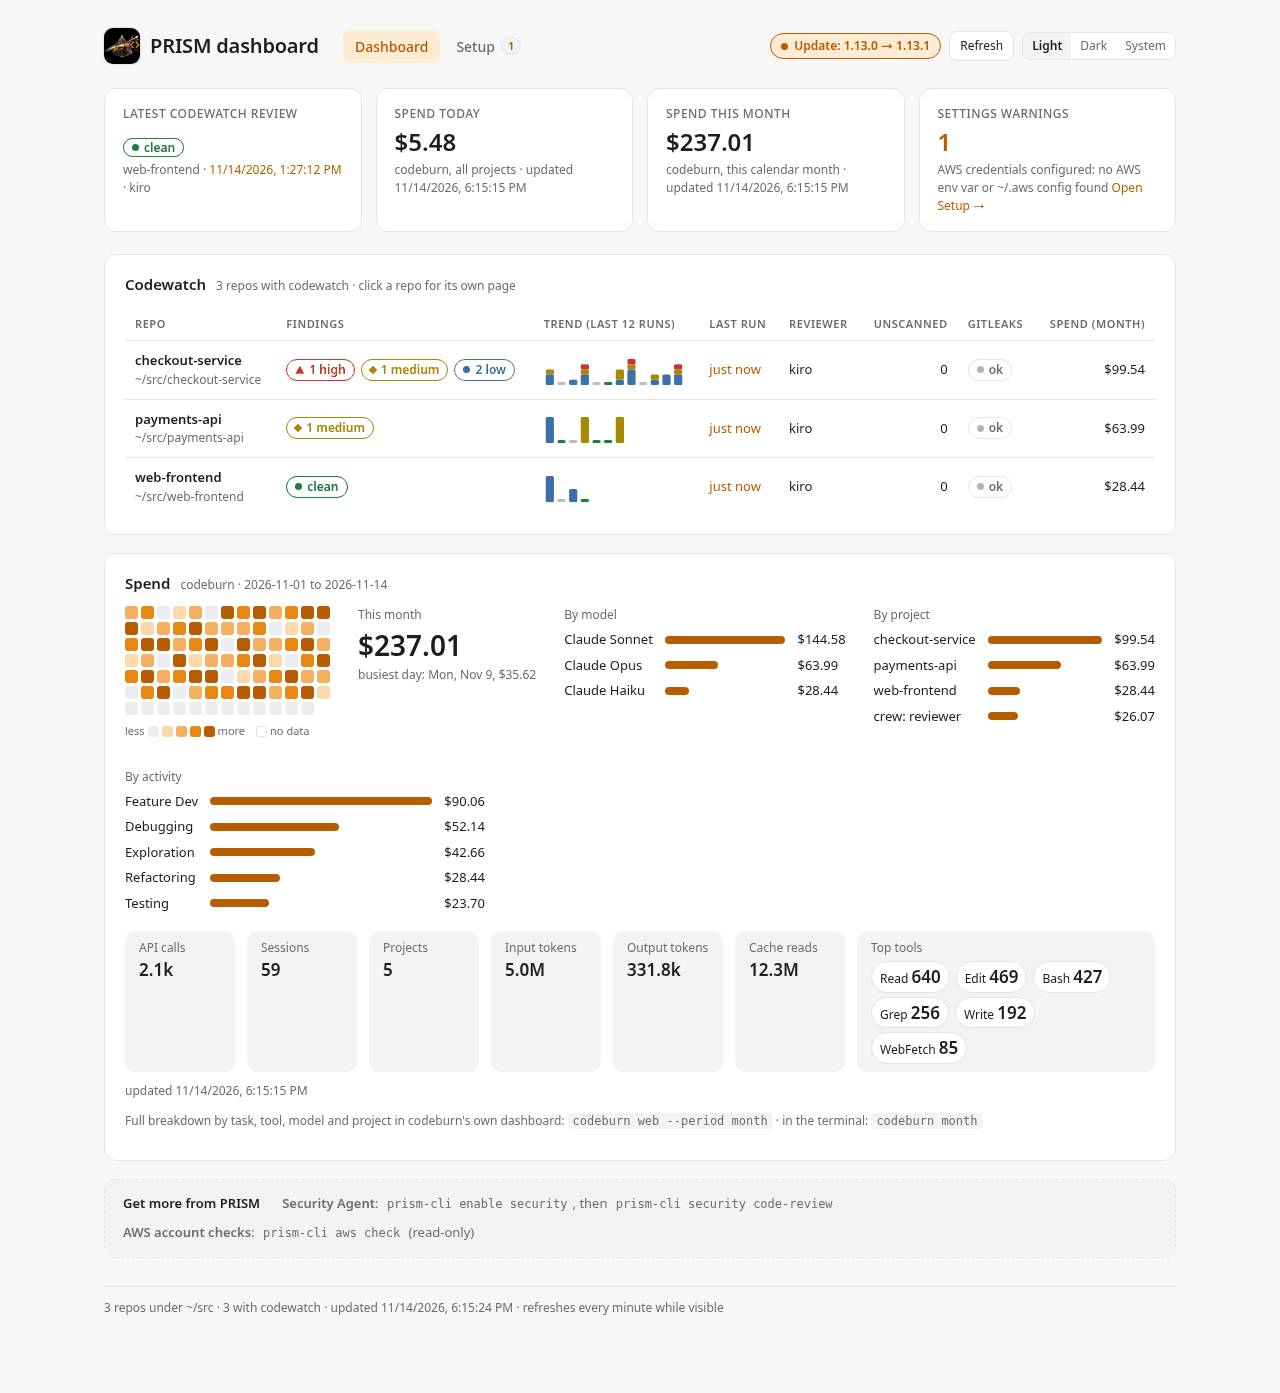 PRISM dashboard
Dashboard
Setup 1
Update: 1.13.0 → 1.13.1
Refresh
Light Dark System
LATEST CODEWATCH REVIEW
clean
web-frontend · 11/14/2026, 1:27:12 PM
· kiro
SPEND TODAY
$5.48
codeburn, all projects · updated
11/14/2026, 6:15:15 PM
SPEND THIS MONTH
$237.01
codeburn, this calendar month ·
updated 11/14/2026, 6:15:15 PM
SETTINGS WARNINGS
1
AWS credentials configured: no AWS
env var or ~/.aws config found Open
Setup →
Codewatch 3 repos with codewatch · click a repo for its own page
REPO FINDINGS TREND (LAST 12 RUNS) LAST RUN REVIEWER UNSCANNED GITLEAKS SPEND (MONTH)
checkout-service
~/src/checkout-service
1 high 1 medium 2 low just now kiro 0 ok $99.54
payments-api
~/src/payments-api
1 medium just now kiro 0 ok $63.99
web-frontend
~/src/web-frontend
clean just now kiro 0 ok $28.44
Spend codeburn · 2026-11-01 to 2026-11-14
less more no data
This month
$237.01
busiest day: Mon, Nov 9, $35.62
By model
Claude Sonnet $144.58
Claude Opus $63.99
Claude Haiku $28.44
By project
checkout-service $99.54
payments-api $63.99
web-frontend $28.44
crew: reviewer $26.07
By activity
Feature Dev $90.06
Debugging $52.14
Exploration $42.66
Refactoring $28.44
Testing $23.70
API calls
2.1k
Sessions
59
Projects
5
Input tokens
5.0M
Output tokens
331.8k
Cache reads
12.3M
Top tools
Read 640 Edit 469 Bash 427
Grep 256 Write 192
WebFetch 85
updated 11/14/2026, 6:15:15 PM
Full breakdown by task, tool, model and project in codeburn's own dashboard: codeburn web --period month · in the terminal: codeburn month
Get more from PRISM Security Agent: prism-cli enable security , then prism-cli security code-review
AWS account checks: prism-cli aws check (read-only)
3 repos under ~/src · 3 with codewatch · updated 11/14/2026, 6:15:24 PM · refreshes every minute while visible